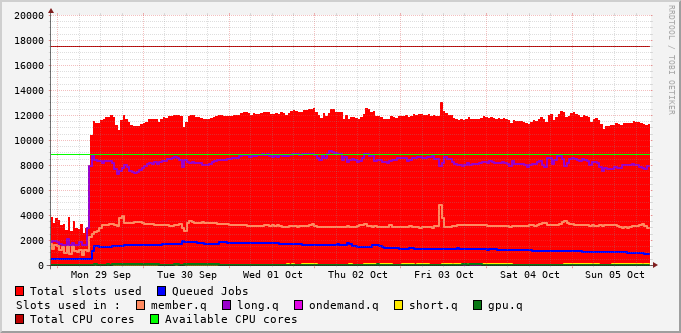 20000
18000
16000
14000
12000
10000
8000
6000
4000
2000
0
Mon 29 Sep Tue 30 Sep Wed 01 Oct Thu 02 Oct Fri 03 Oct Sat 04 Oct Sun 05 Oct
RRDTOOL / TOBI OETIKER
Total slots used Queued Jobs
Slots used in : member.q long.q ondemand.q short.q gpu.q
Total CPU cores Available CPU cores